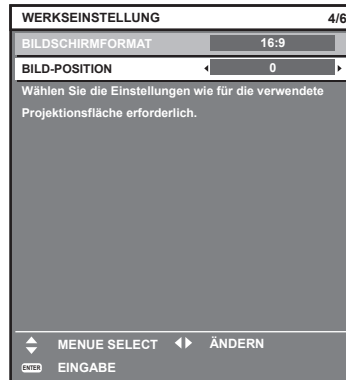 WERKSEINSTELLUNG 4/6
BILDSCHIRMFORMAT 16:9
BILD-POSITION 0
Wählen Sie die Einstellungen wie für die verwendete
Projektionsfläche erforderlich.
MENUE SELECT ÄNDERN
ENTER EINGABE